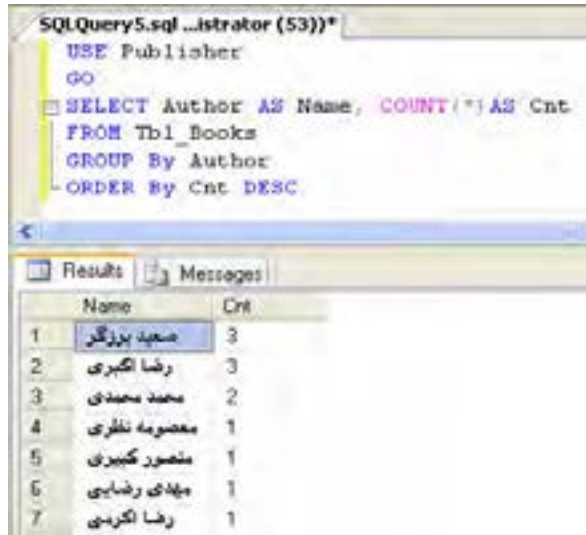 SQLQuery5.sql ...istrator (53))*
USE Publisher
GO
SELECT Author AS Name, COUNT(*)AS Cnt
FROM Tbl_Books
GROUP By Author
ORDER By Cnt DESC
Results Messages
Name Cnt
1 سعید برزگر 3
2 رضا اکبری 3
3 محمد محمدی 2
4 معصومه نظری 1
5 منصور کبیری 1
6 مهدی رضایی 1
7 رضا اکرمی 1